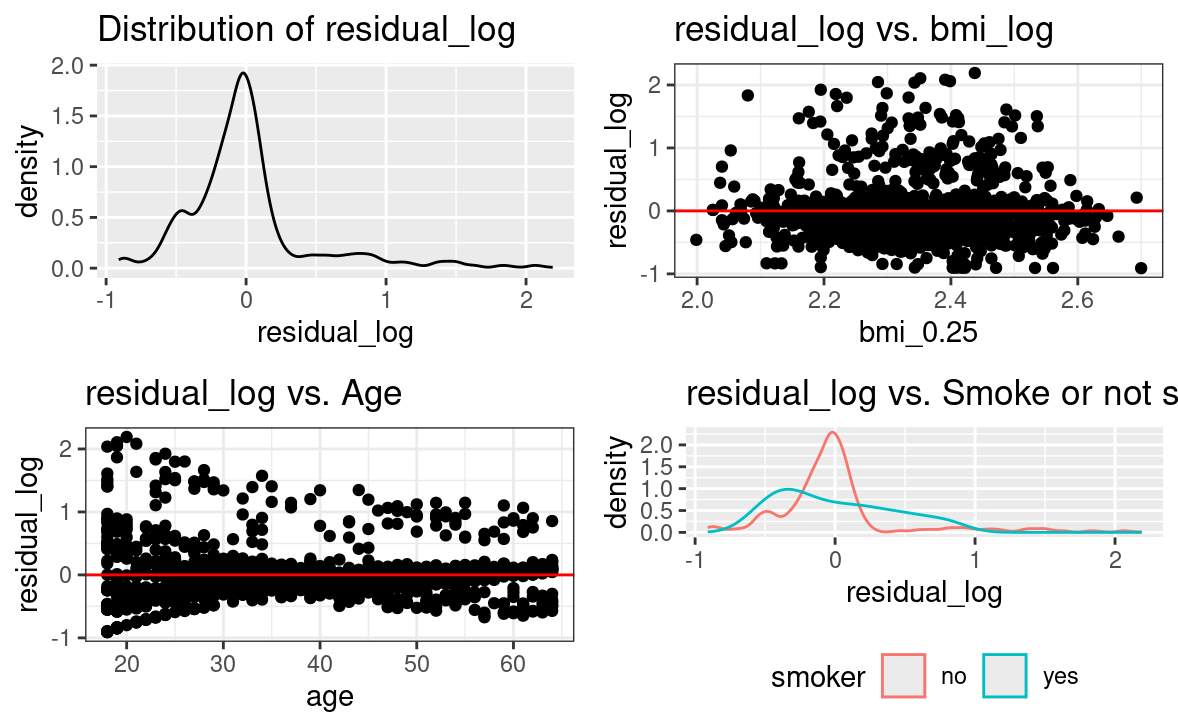 Distribution of residual_log
2.0
1.5
1.0
0.5
0.0
density
-1 0 1 2
residual_log
residual_log vs. bmi_log
2
1
0
-1
residual_log
2.0 2.2 2.4 2.6
bmi_0.25
residual_log vs. Age
2
1
0
-1
residual_log
20 30 40 50 60
age
residual_log vs. Smoke or not s
2.0
1.5
1.0
0.5
0.0
density
-1 0 1 2
residual_log
smoker no yes